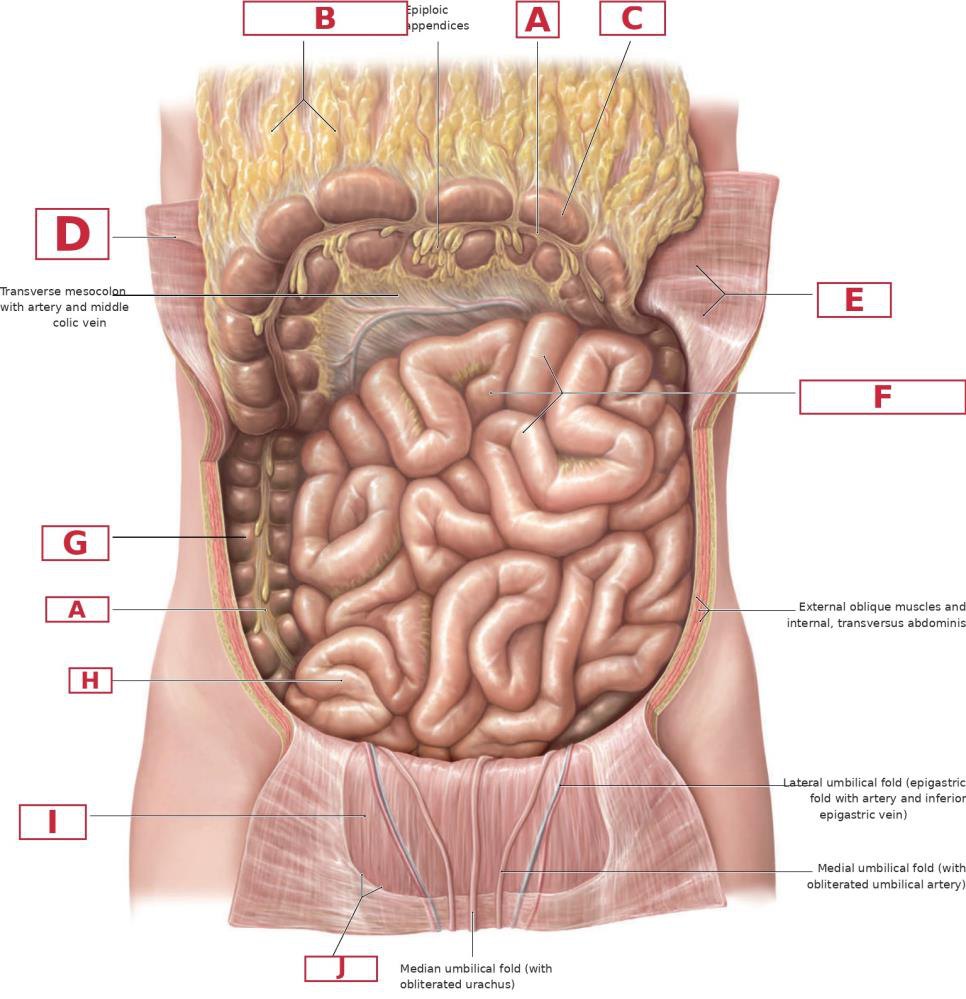 B
Epiploic
appendices
A
C
D
Transverse mesocolon
with artery and middle
colic vein
E
F
G
A
External oblique muscles and
internal, transversus abdominis
H
Lateral umbilical fold (epigastric
fold with artery and inferior
epigastric vein)
I
Medial umbilical fold (with
obliterated umbilical artery)
J
Median umbilical fold (with
obliterated urachus)